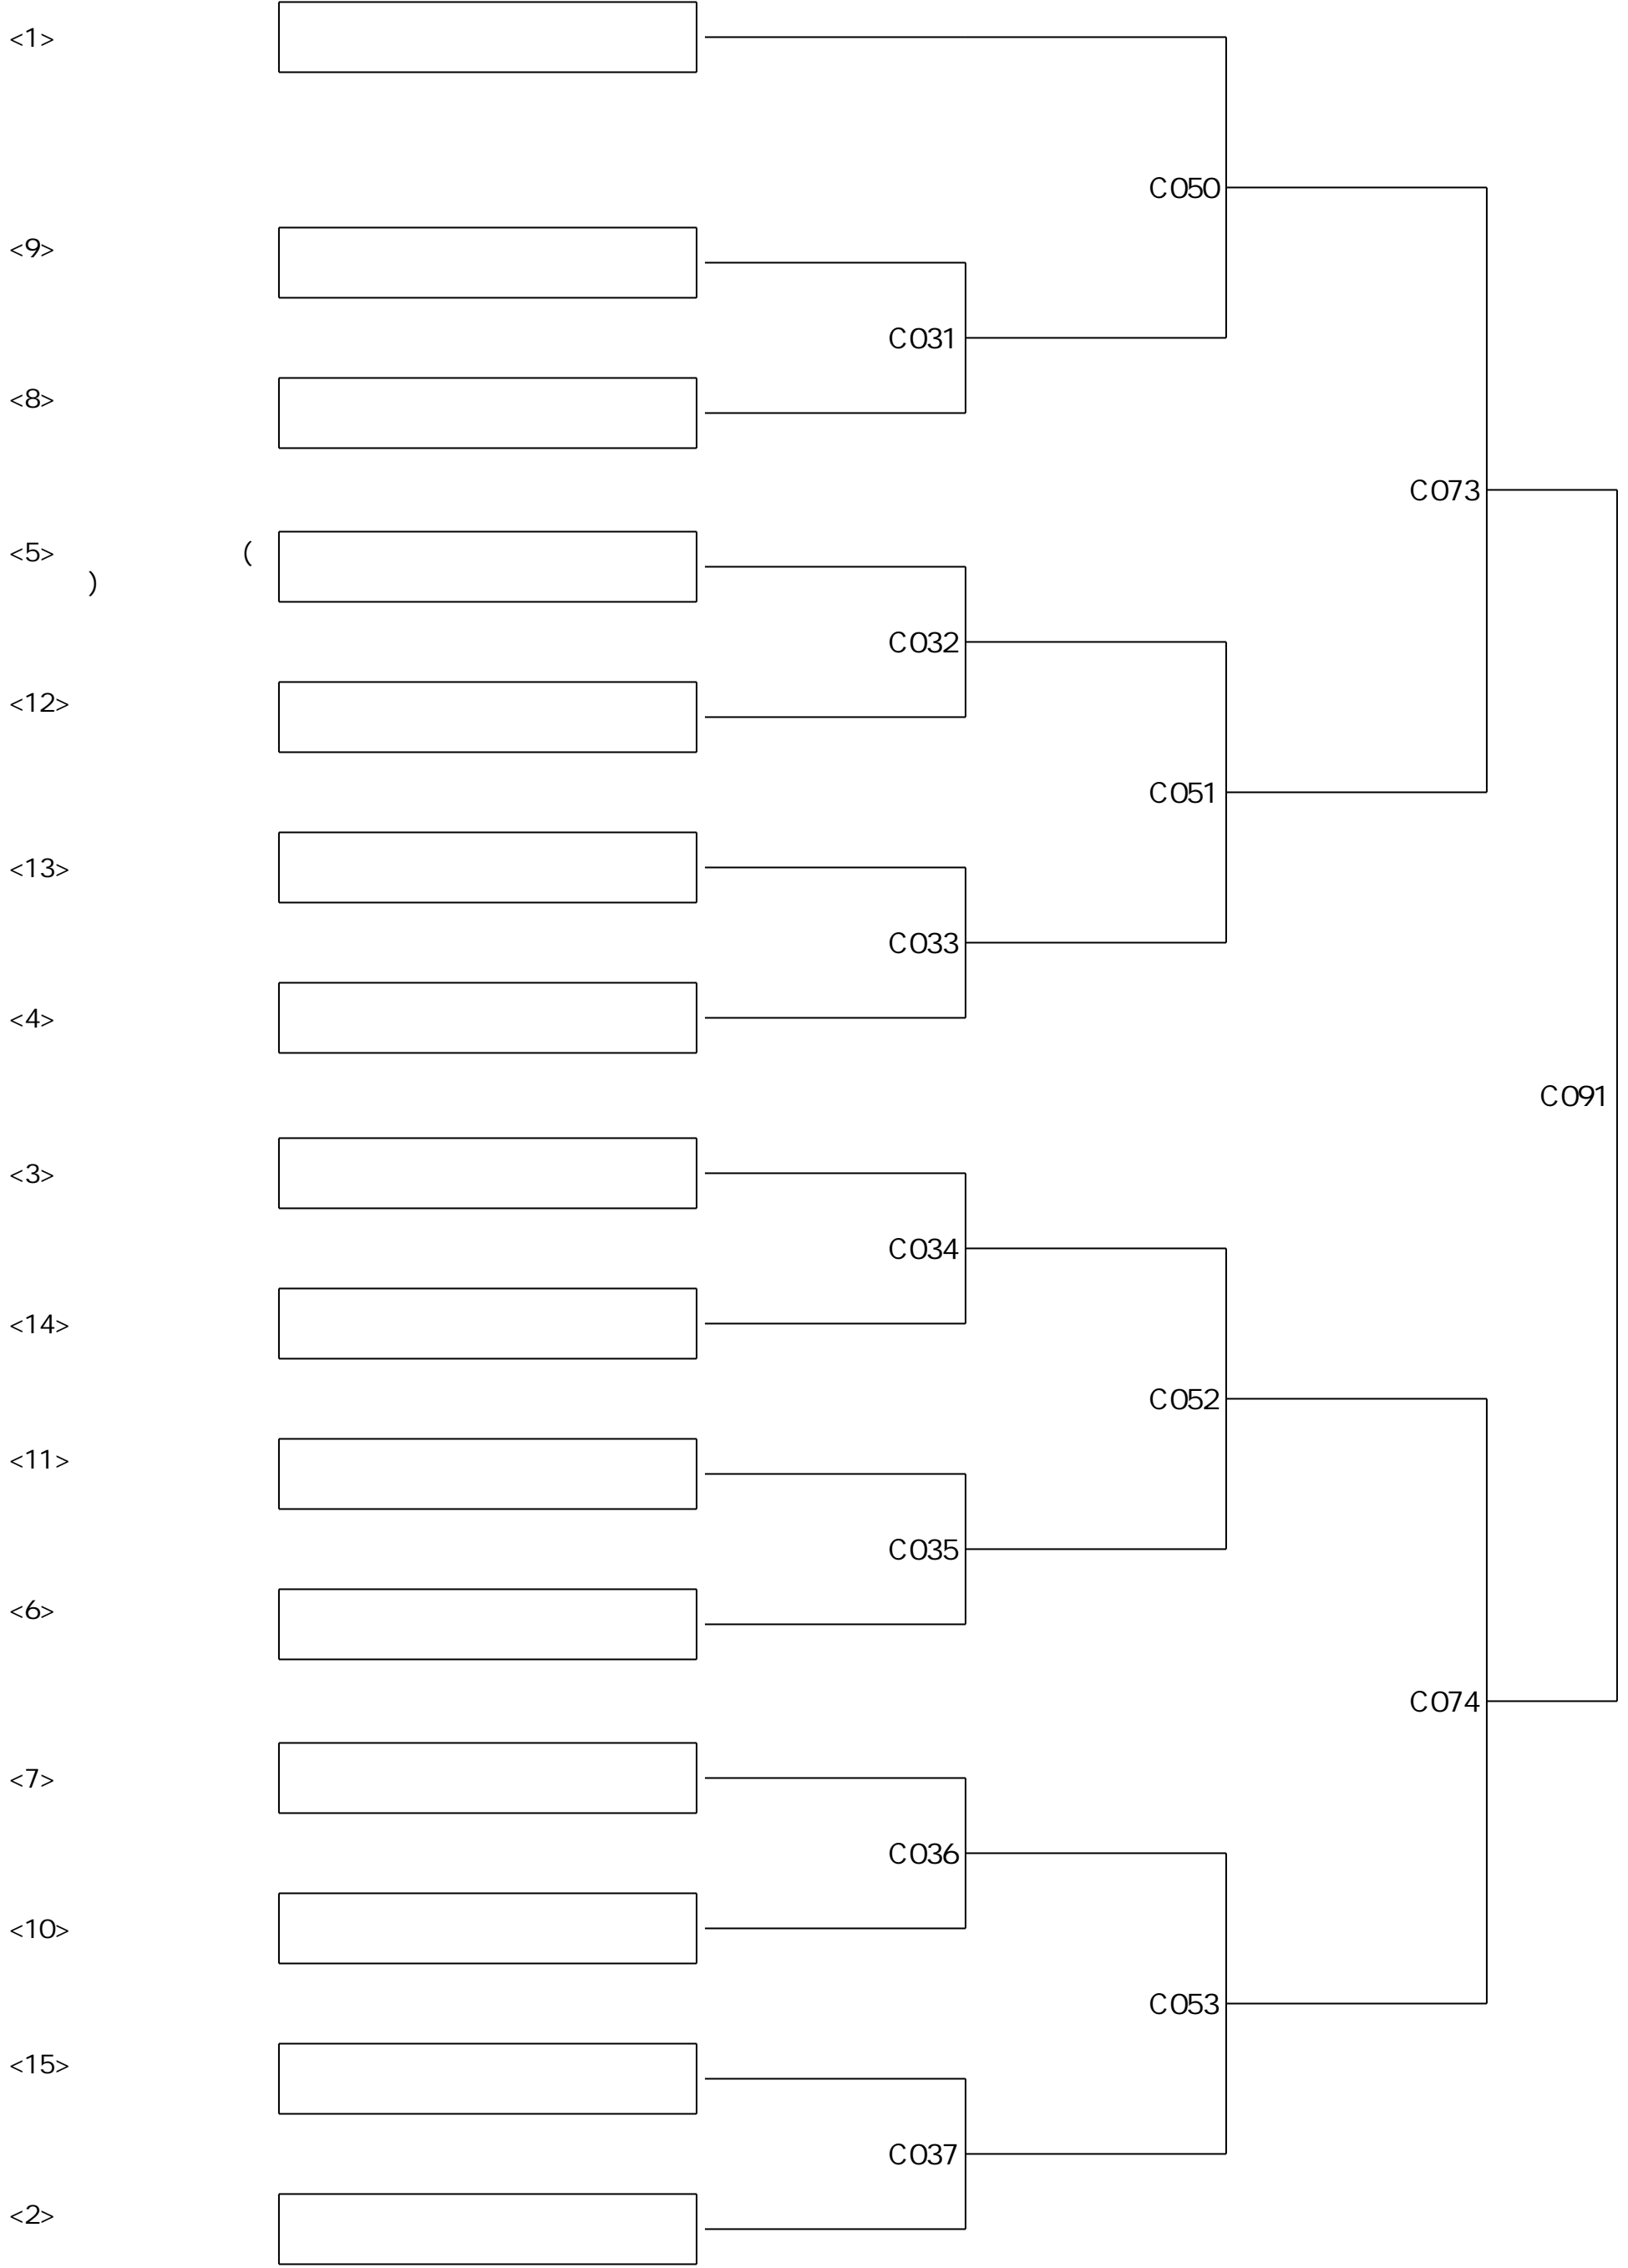 <1>
C050
<9>
C031
<8>
C073
<5> (
)
C032
<12>
C051
<13>
C033
<4>
C091
<3>
C034
<14>
C052
<11>
C035
<6>
C074
<7>
C036
<10>
C053
<15>
C037
<2>